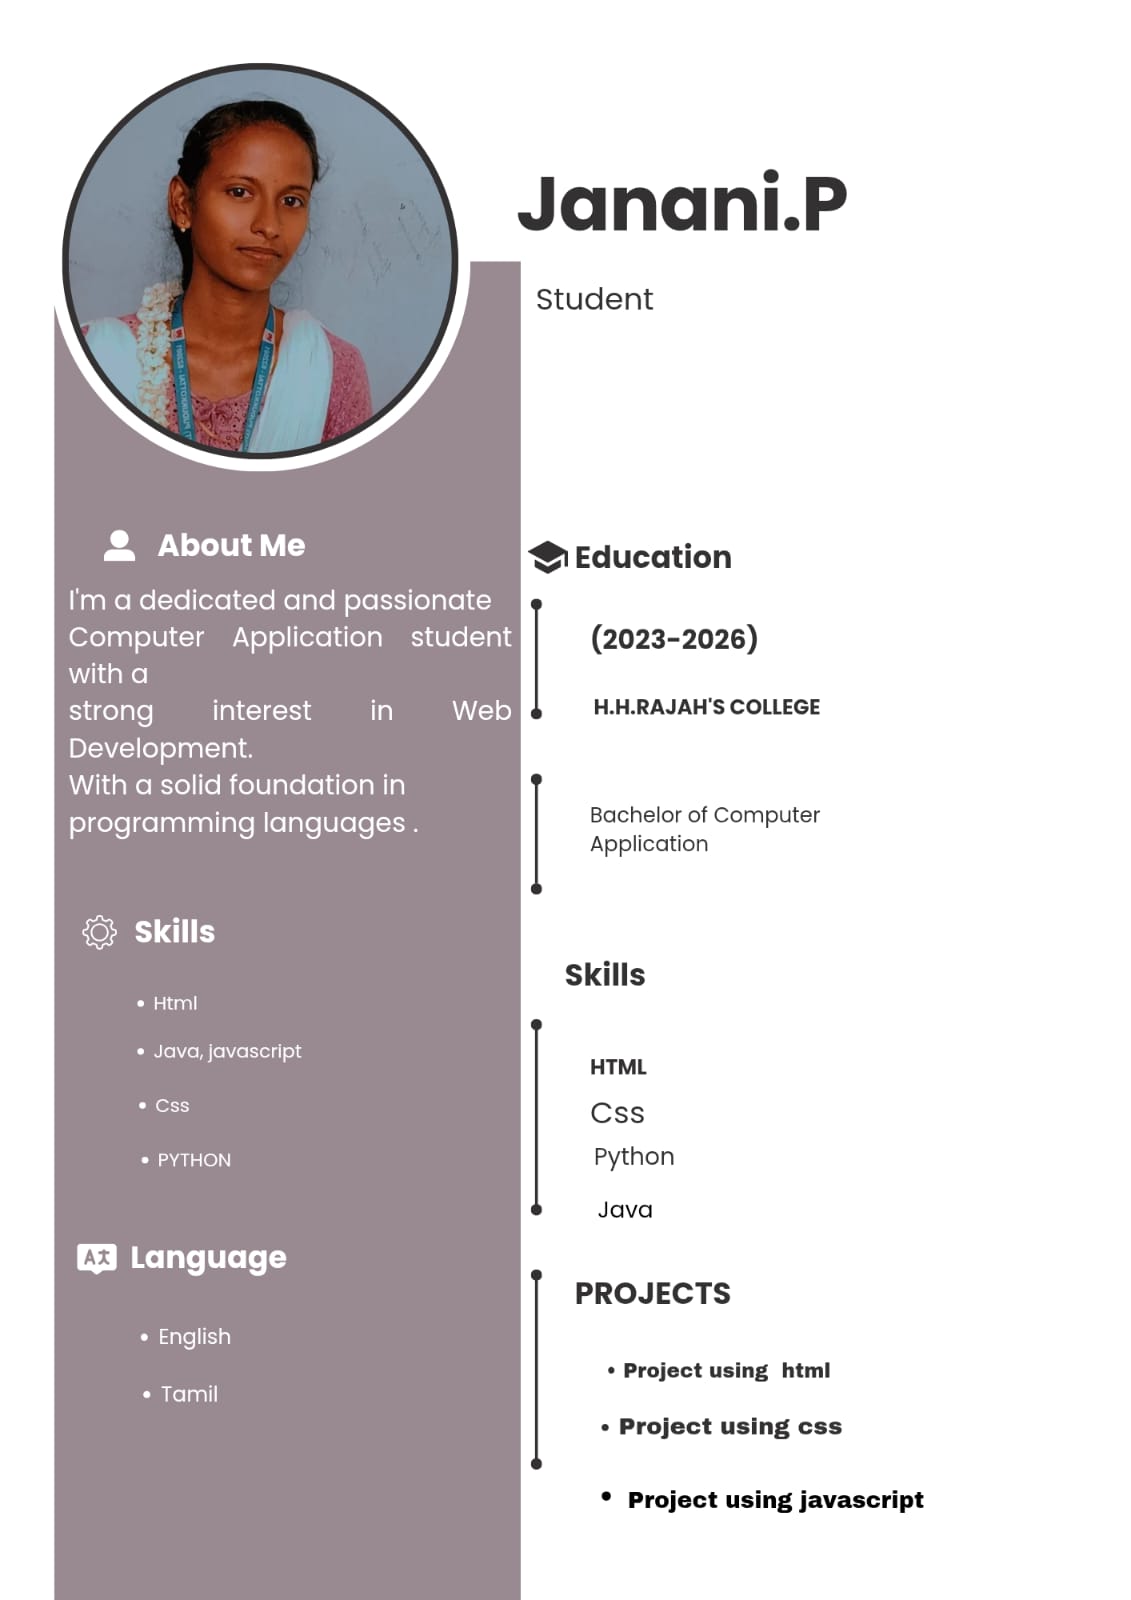 Janani.P
Student
About Me
I'm a dedicated and passionate
Computer Application student
with a
strong interest in Web
Development.
With a solid foundation in
programming languages .
Skills
Html
Java, javascript
Css
PYTHON
Language
English
Tamil
Education
(2023-2026)
H.H.RAJAH'S COLLEGE
Bachelor of Computer
Application
Skills
HTML
Css
Python
Java
PROJECTS
Project using  html
Project using css
Project using javascript